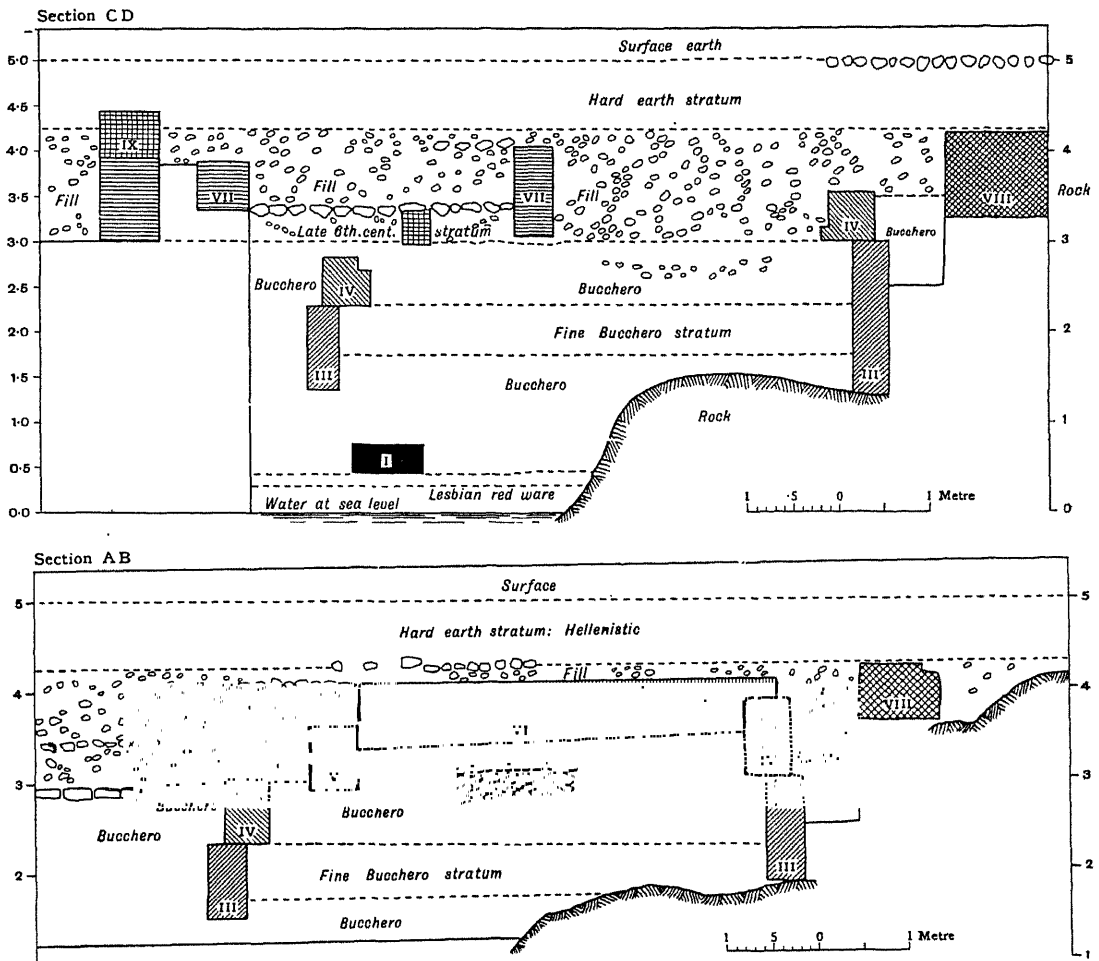 Section CD
Surface earth
5·0
5
Hard earth stratum
4·5
IX
4·0
4
VII
Fill
VII
Fill
VIII
Rock
Fill
3·5
IV
Bucchero
Late 6th. cent. stratum
3·0
3
Bucchero
IV
Bucchero
2·5
Fine Bucchero stratum
2·0
2
III
Bucchero
III
1·5
Rock
1·0
1
I
0·5
Lesbian red ware
Water at sea level
1 ·5 0 1 Metre
0·0
0
Section AB
Surface
5
5
Hard earth stratum: Hellenistic
Fill
4
4
VIII
VI
V
3
3
Bucchero
Bucchero
Bucchero
IV
2
2
III
Fine Bucchero stratum
III
Bucchero
1 5 0 1 Metre
1